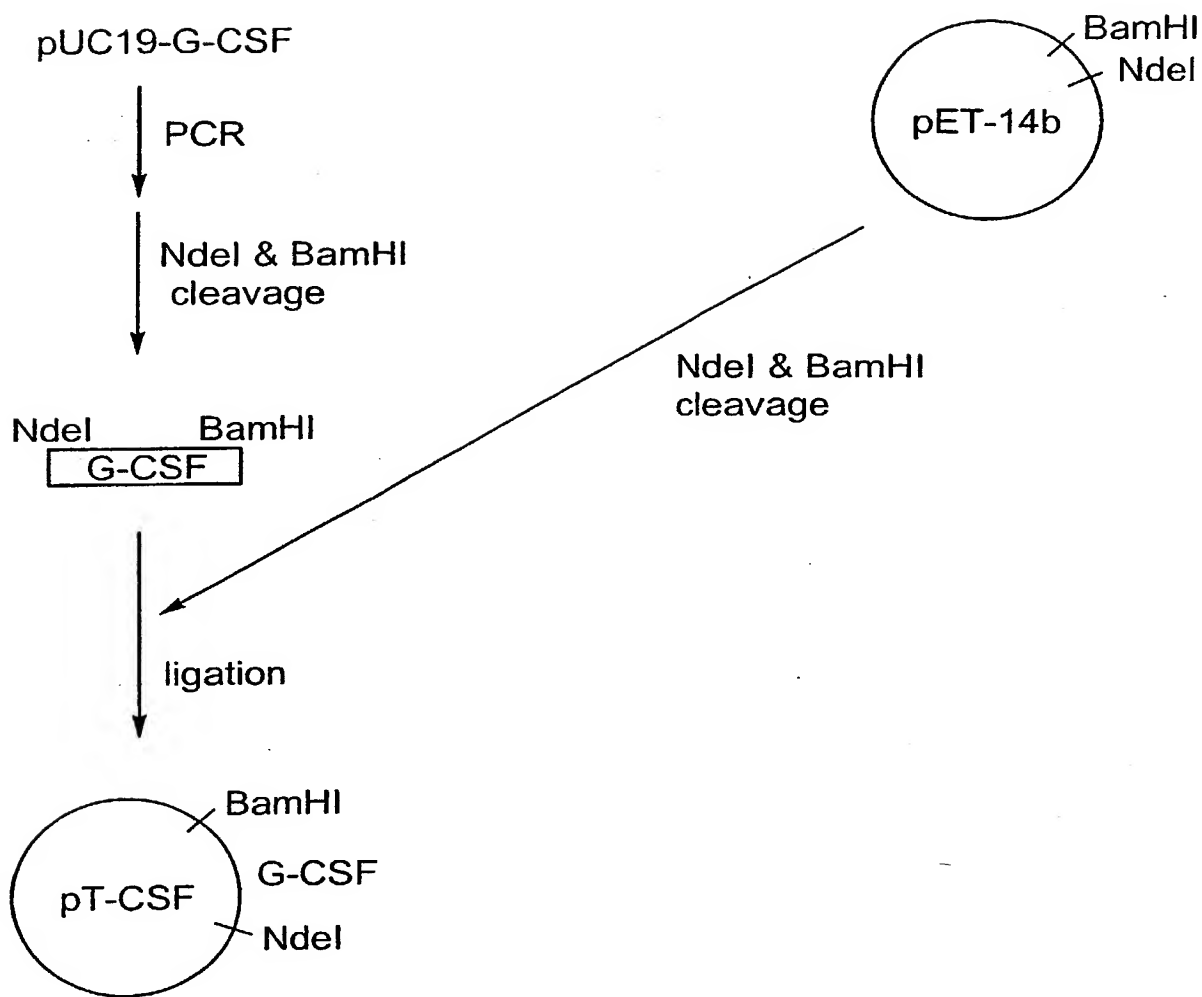 pUC19-G-CSF
PCR
NdeI & BamHI
cleavage
NdeI BamHI
G-CSF
ligation
BamHI
NdeI
pET-14b
NdeI & BamHI
cleavage
BamHI
G-CSF
pT-CSF
NdeI